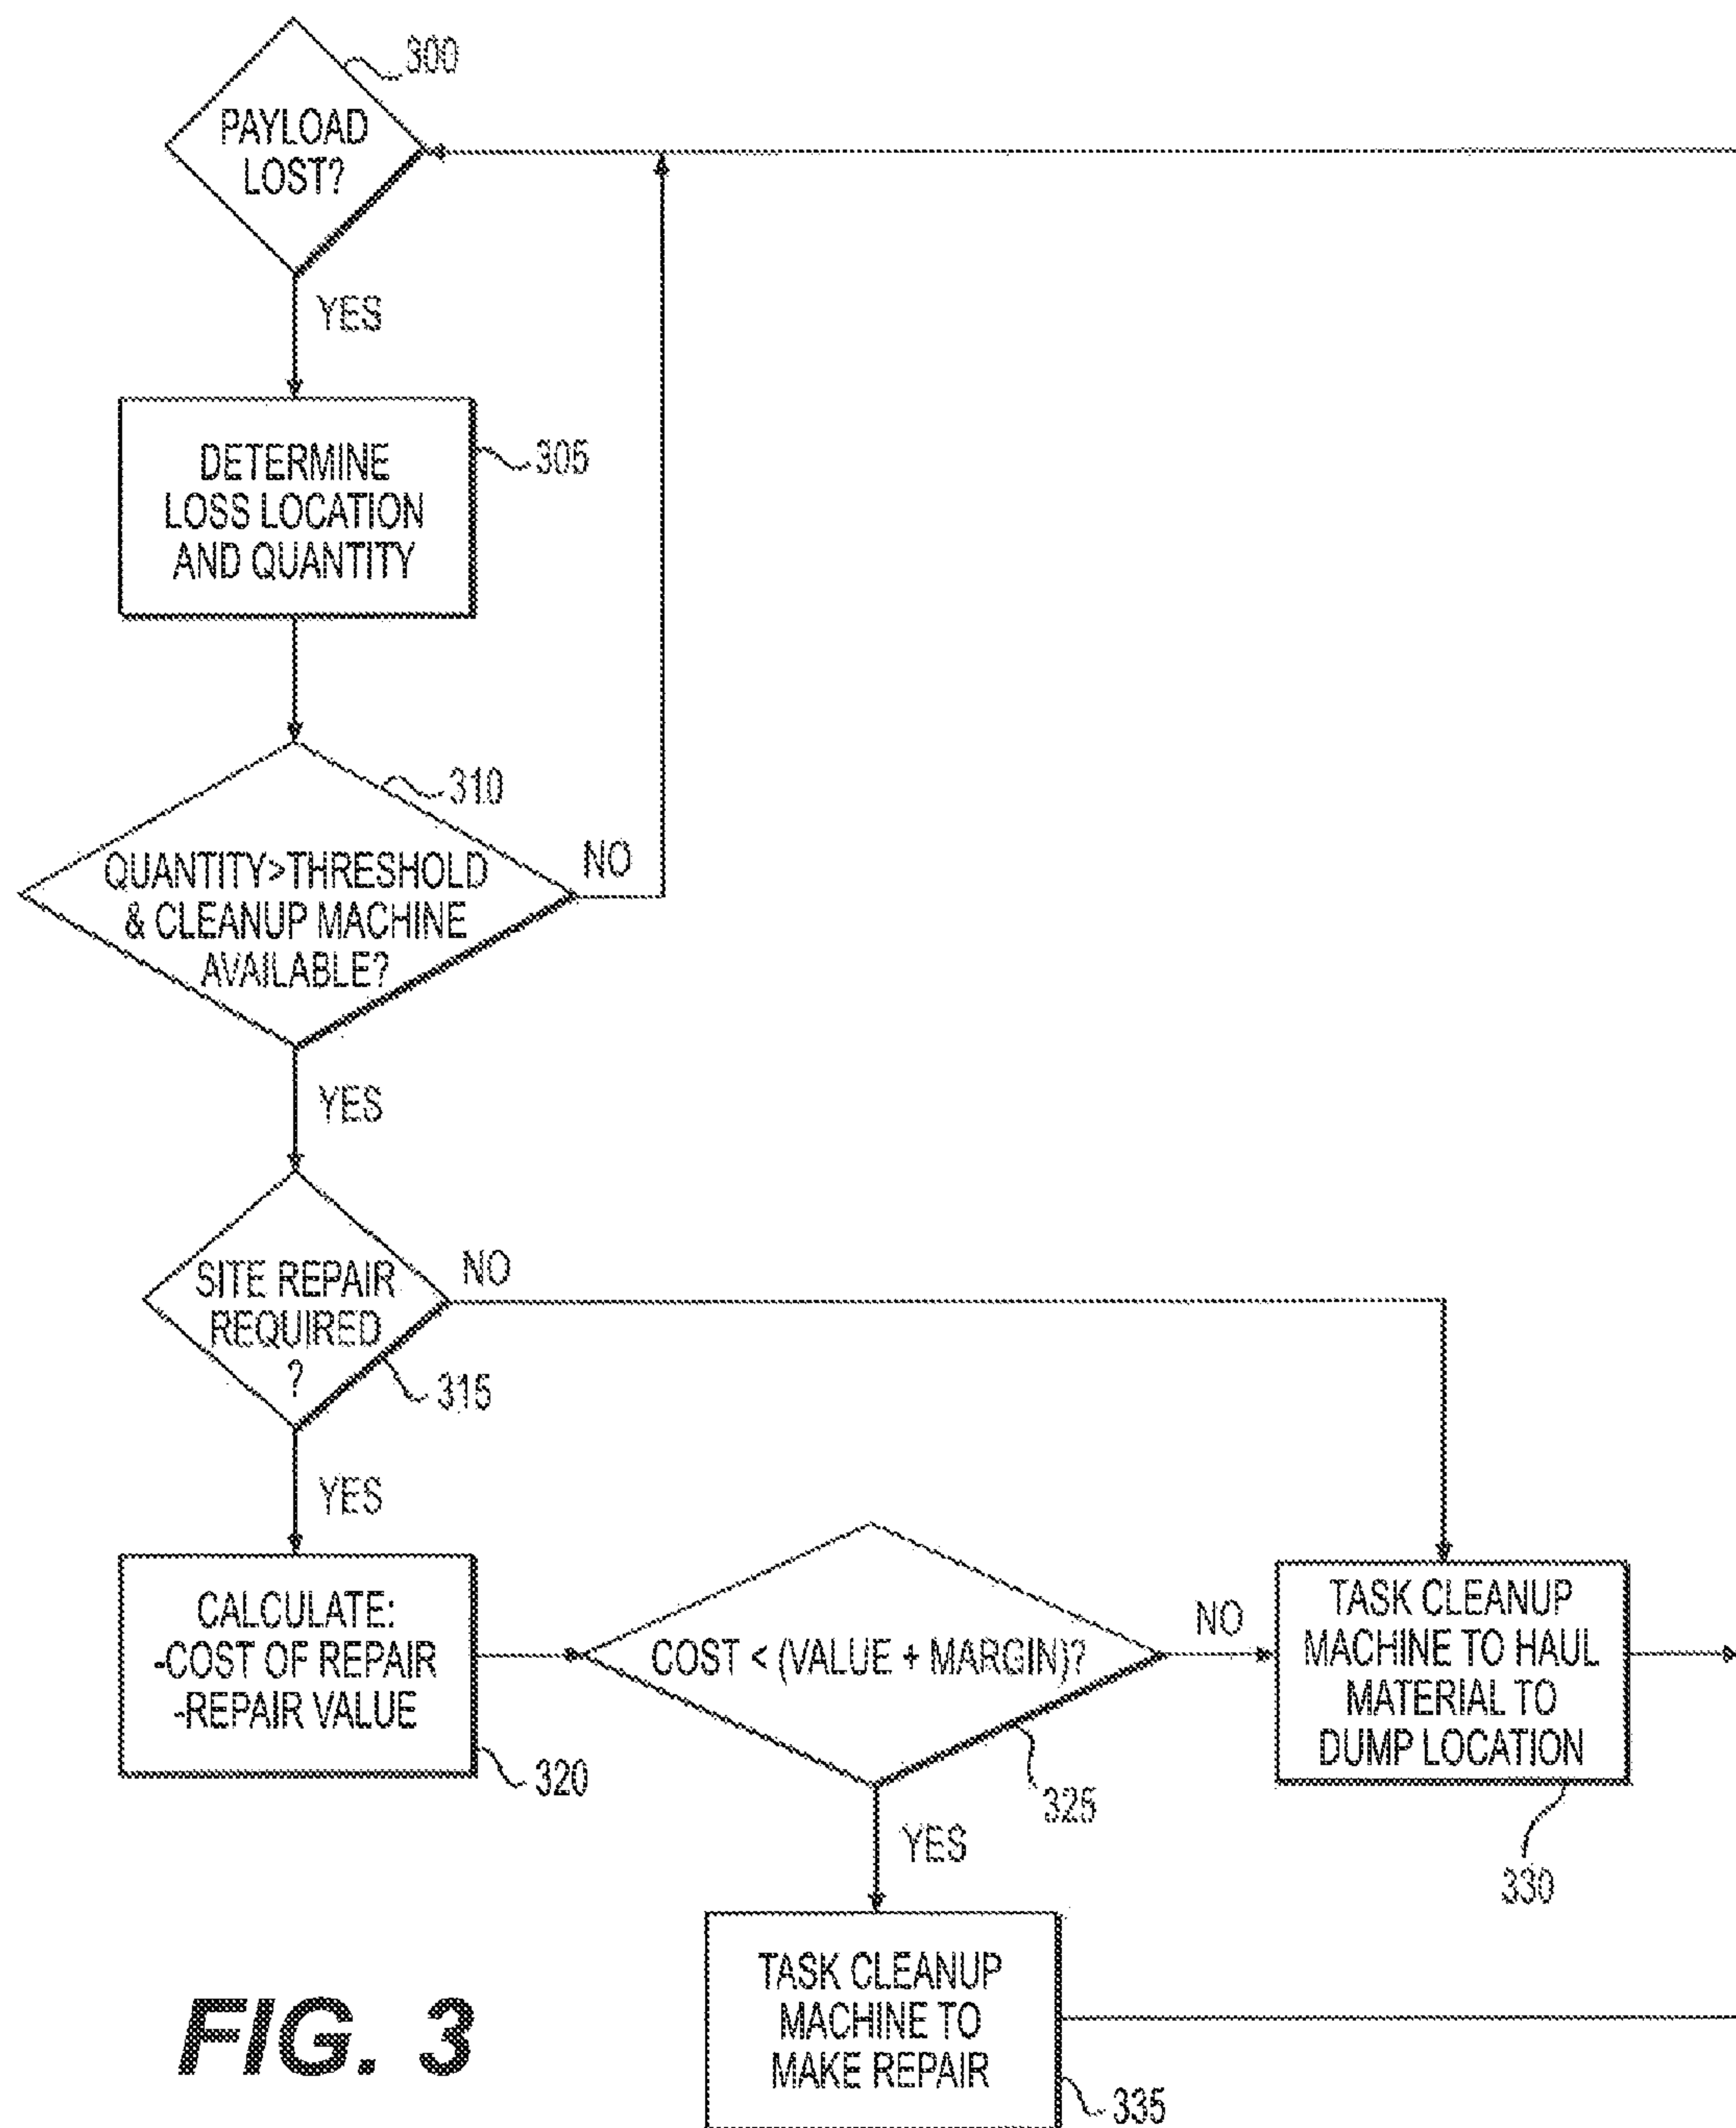 300
PAYLOAD
LOST?
YES
DETERMINE
LOSS LOCATION
AND QUANTITY
305
310
QUANTITY>THRESHOLD
& CLEANUP MACHINE
AVAILABLE?
NO
YES
SITE REPAIR
REQUIRED
?
NO
315
YES
CALCULATE:
-COST OF REPAIR
-REPAIR VALUE
320
COST < (VALUE + MARGIN)?
NO
325
YES
TASK CLEANUP
MACHINE TO HAUL
MATERIAL TO
DUMP LOCATION
330
TASK CLEANUP
MACHINE TO
MAKE REPAIR
335
FIG. 3